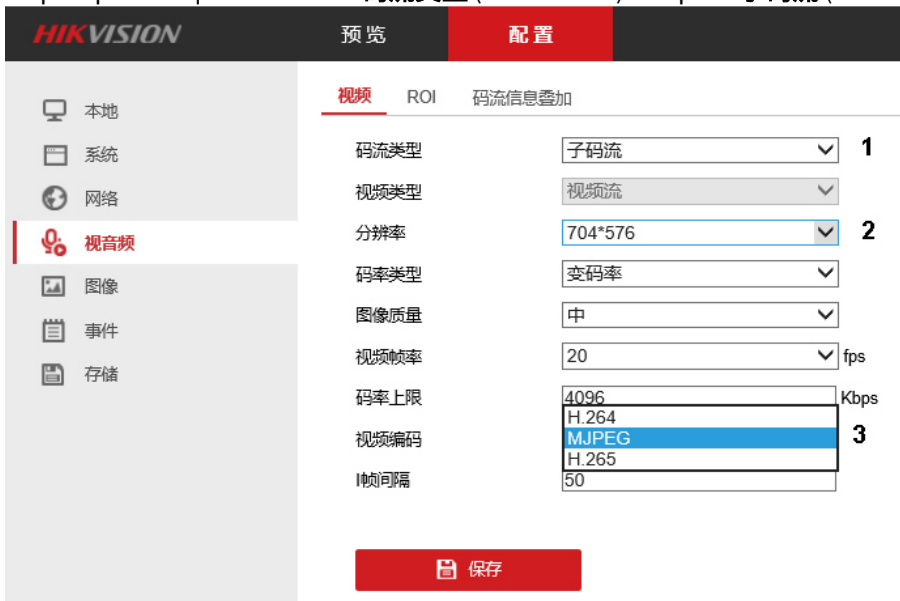 HIKVISION 预览 配置
视频 ROI 码流信息叠加
本地
系统
网络
视音频
图像
事件
存储
码流类型 子码流 1
视频类型 视频流
分辨率 704*576 2
码率类型 变码率
图像质量 中
视频帧率 20 fps
码率上限 4096 Kbps
视频编码 H.264
MJPEG 3
H.265
I帧间隔 50
保存